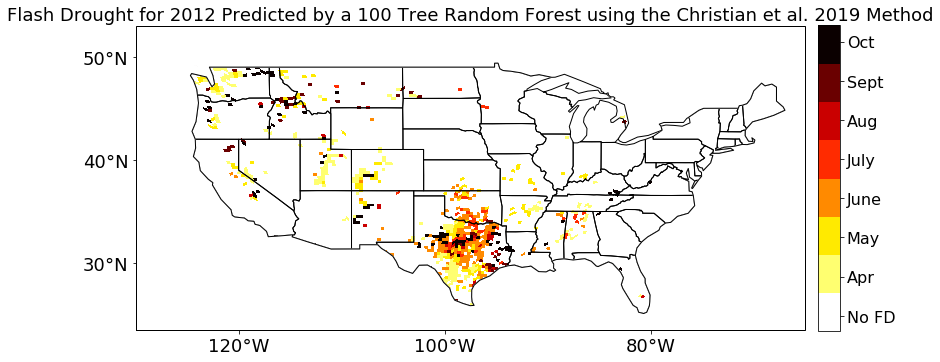 Flash Drought for 2012 Predicted by a 100 Tree Random Forest using the Christian et al. 2019 Method
50°N
40°N
30°N
120°W
100°W
80°W
Oct
Sept
Aug
July
June
May
Apr
No FD